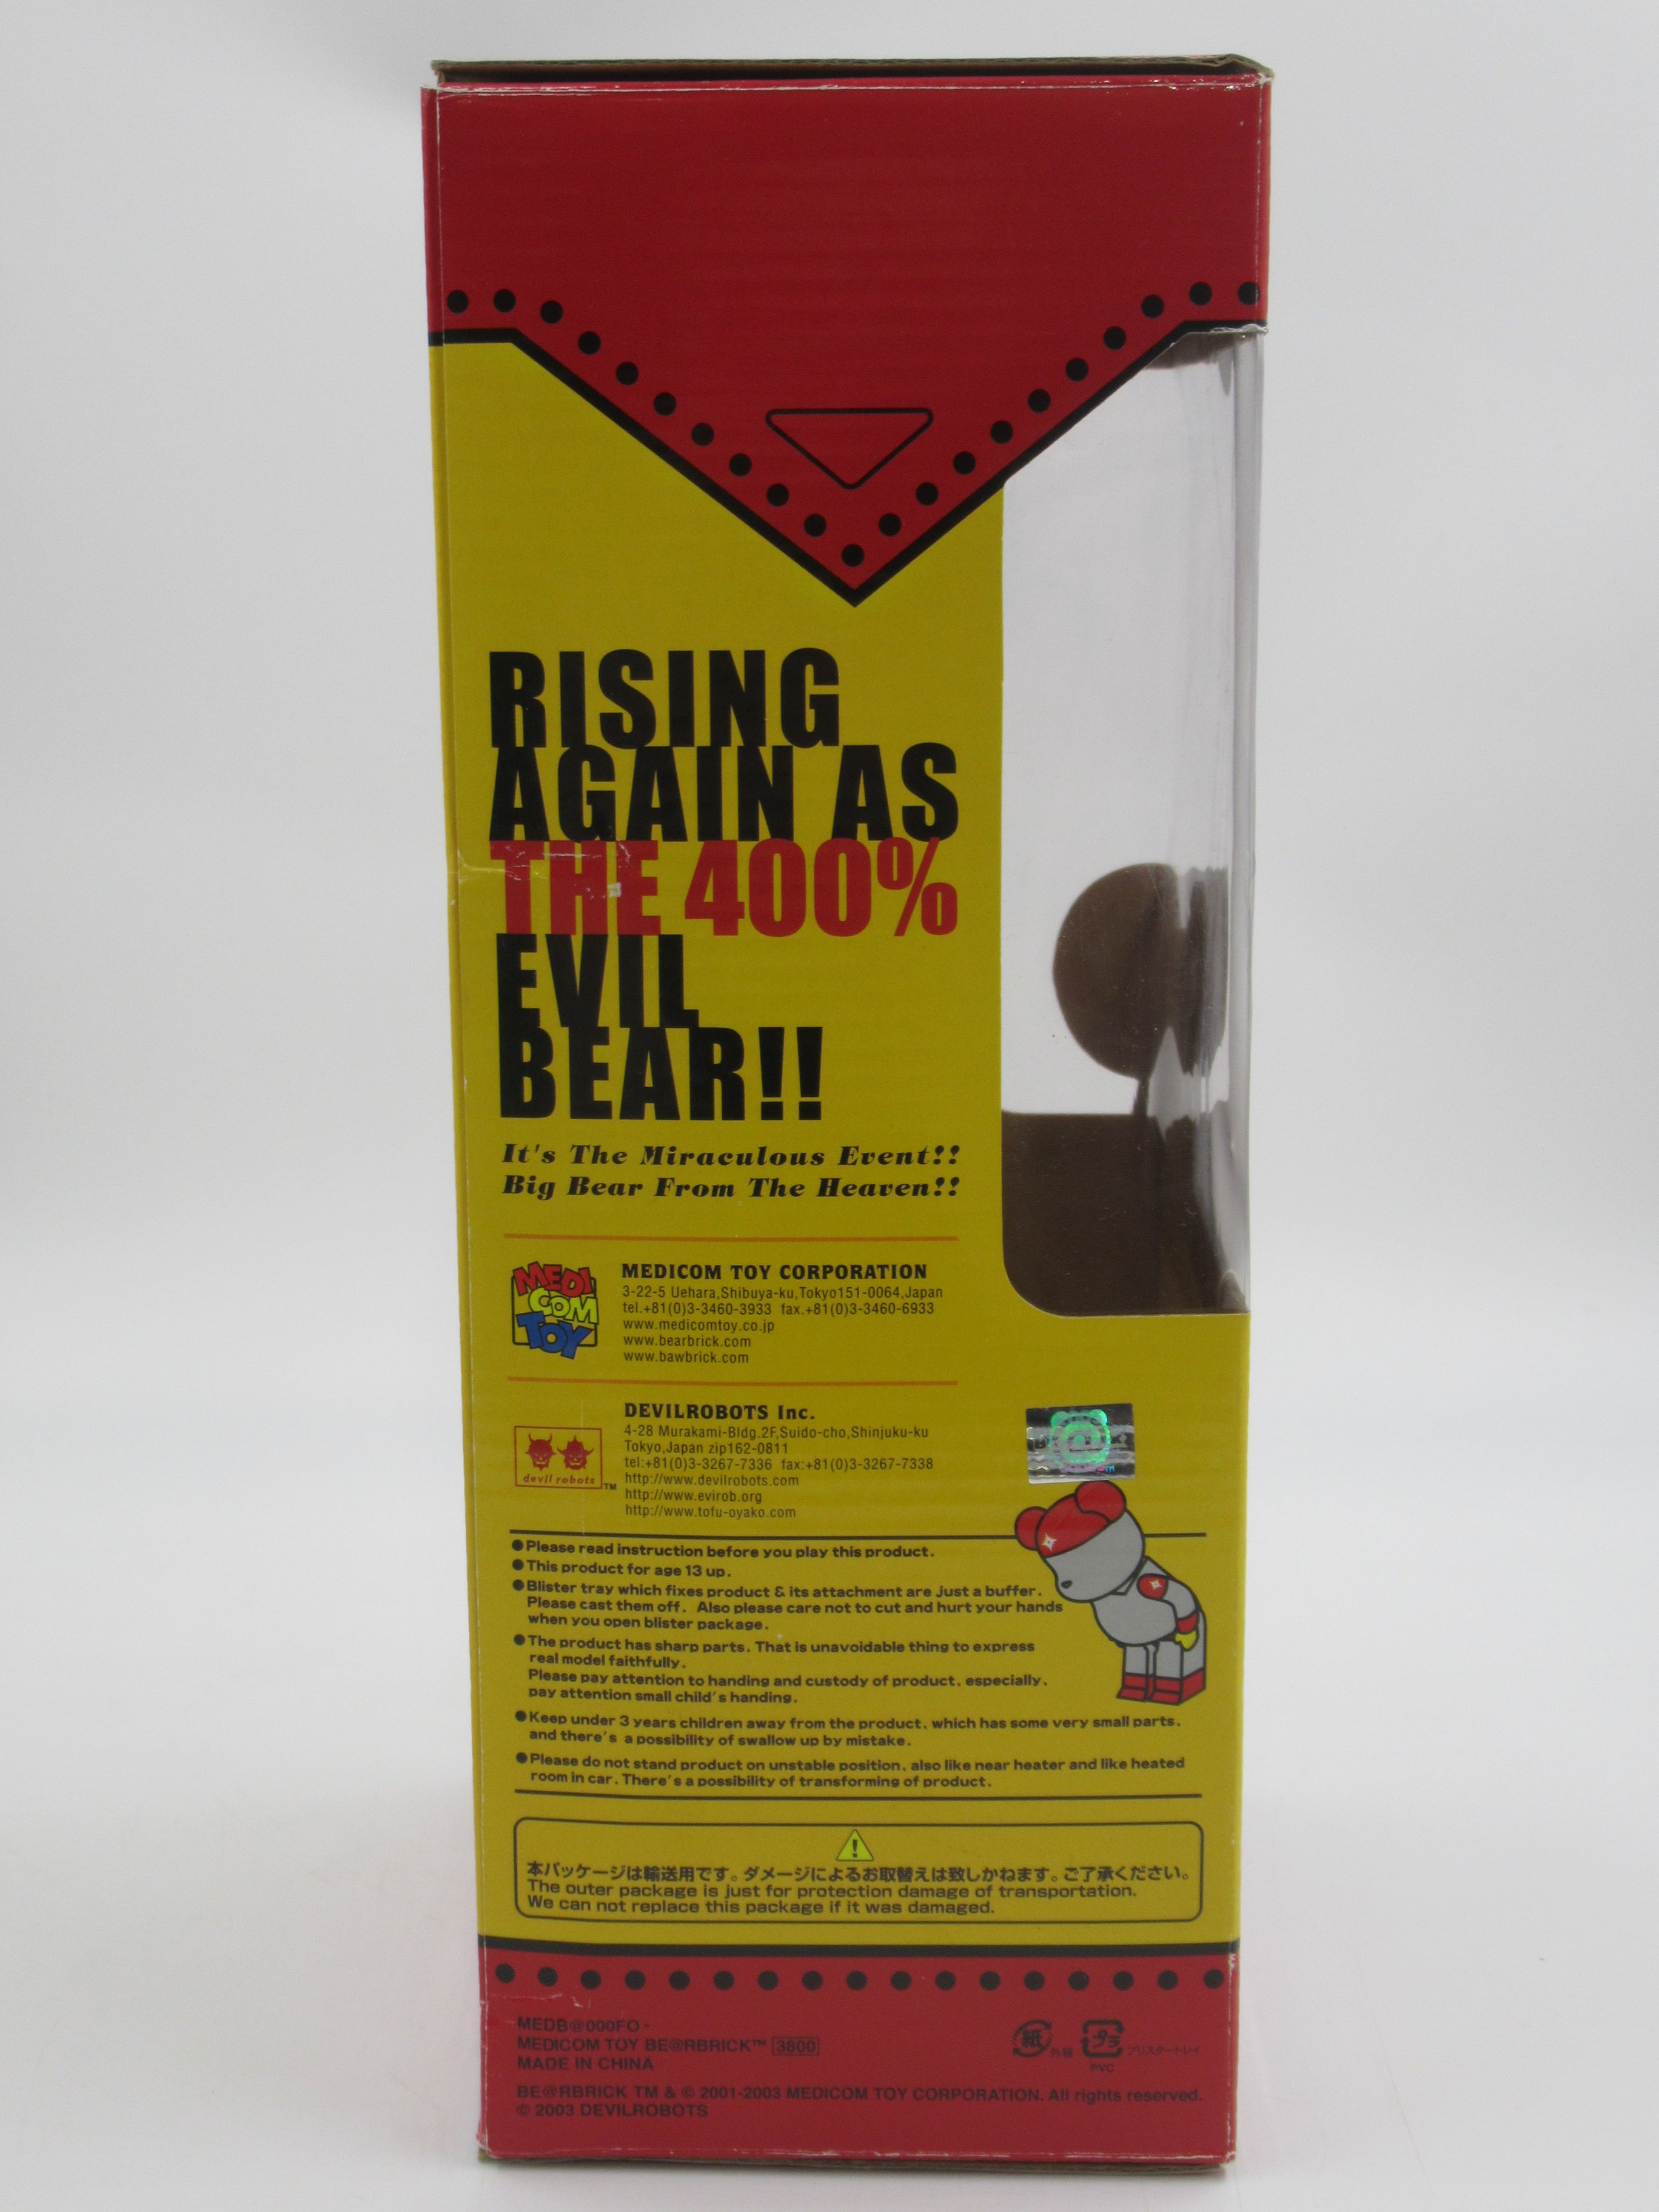 RISING
AGAIN AS
THE 400%
EVIL
BEAR!!
It's The Miraculous Event!!
Big Bear From The Heaven!!
MEDI
COM
TOY
MEDICOM TOY CORPORATION
3-22-5 Uehara,Shibuya-ku,Tokyo151-0064,Japan
tel.+81(0)3-3460-3933 fax.+81(0)3-3460-6933
www.medicomtoy.co.jp
www.bearbrick.com
www.bawbrick.com
devil robots TM
DEVILROBOTS Inc.
4-28 Murakami-Bldg.2F,Suido-cho,Shinjuku-ku
Tokyo,Japan zip162-0811
tel:+81(0)3-3267-7336 fax:+81(0)3-3267-7338
http://www.devilrobots.com
http://www.evirob.org
http://www.tofu-oyako.com
●Please read instruction before you play this product.
●This product for age 13 up.
●Blister tray which fixes product & its attachment are just a buffer.
Please cast them off. Also please care not to cut and hurt your hands
when you open blister package.
●The product has sharp parts. That is unavoidable thing to express
real model faithfully.
Please pay attention to handing and custody of product. especially,
pay attention small child's handing.
●Keep under 3 years children away from the product. which has some very small parts.
and there's a possibility of swallow up by mistake.
●Please do not stand product on unstable position. also like near heater and like heated
room in car. There's a possibility of transforming of product.
本パッケージは輸送用です。ダメージによるお取替えは致しかねます。ご了承ください。
The outer package is just for protection damage of transportation.
We can not replace this package if it was damaged.
MEDB@000FO-
MEDICOM TOY BE@RBRICK™ 3800
MADE IN CHINA
紙 外箱 プラ ブリスタートレイ
PVC
BE@RBRICK TM & © 2001-2003 MEDICOM TOY CORPORATION. All rights reserved.
© 2003 DEVILROBOTS